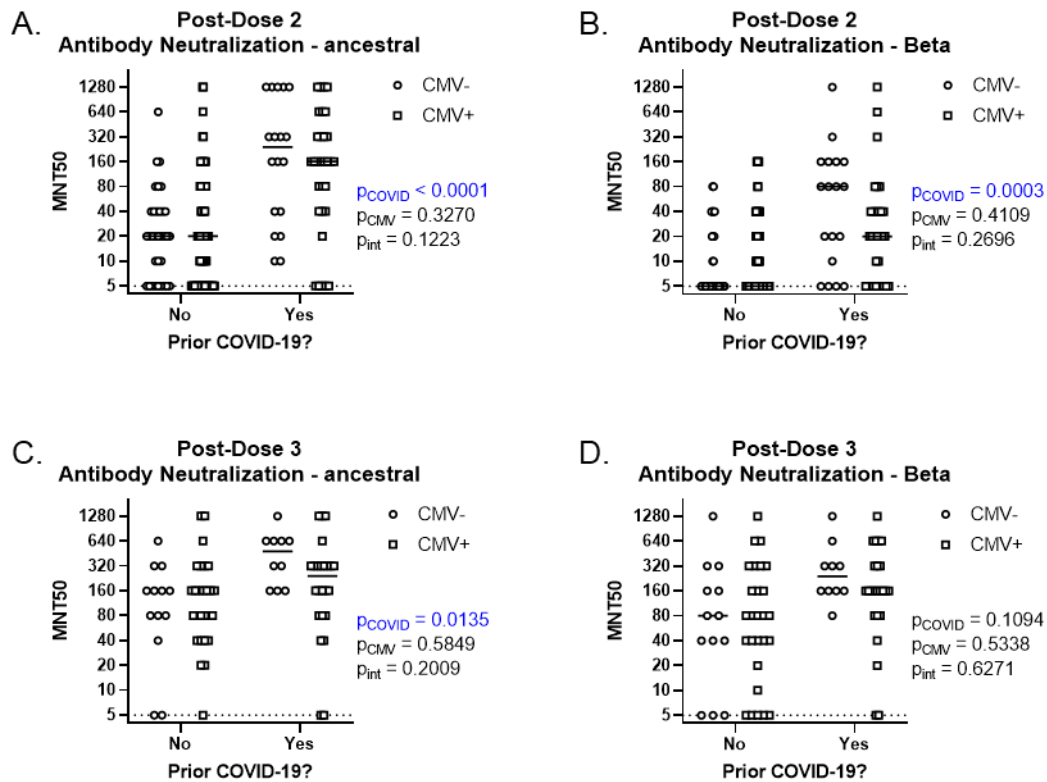 A.
Post-Dose 2
Antibody Neutralization - ancestral
MNT50
1280
640
320
160
80
40
20
10
5
CMV-
CMV+
pCOVID < 0.0001
pCMV = 0.3270
pint = 0.1223
No
Yes
Prior COVID-19?
B.
Post-Dose 2
Antibody Neutralization - Beta
MNT50
1280
640
320
160
80
40
20
10
5
CMV-
CMV+
pCOVID = 0.0003
pCMV = 0.4109
pint = 0.2696
No
Yes
Prior COVID-19?
C.
Post-Dose 3
Antibody Neutralization - ancestral
MNT50
1280
640
320
160
80
40
20
10
5
CMV-
CMV+
pCOVID = 0.0135
pCMV = 0.5849
pint = 0.2009
No
Yes
Prior COVID-19?
D.
Post-Dose 3
Antibody Neutralization - Beta
MNT50
1280
640
320
160
80
40
20
10
5
CMV-
CMV+
pCOVID = 0.1094
pCMV = 0.5338
pint = 0.6271
No
Yes
Prior COVID-19?